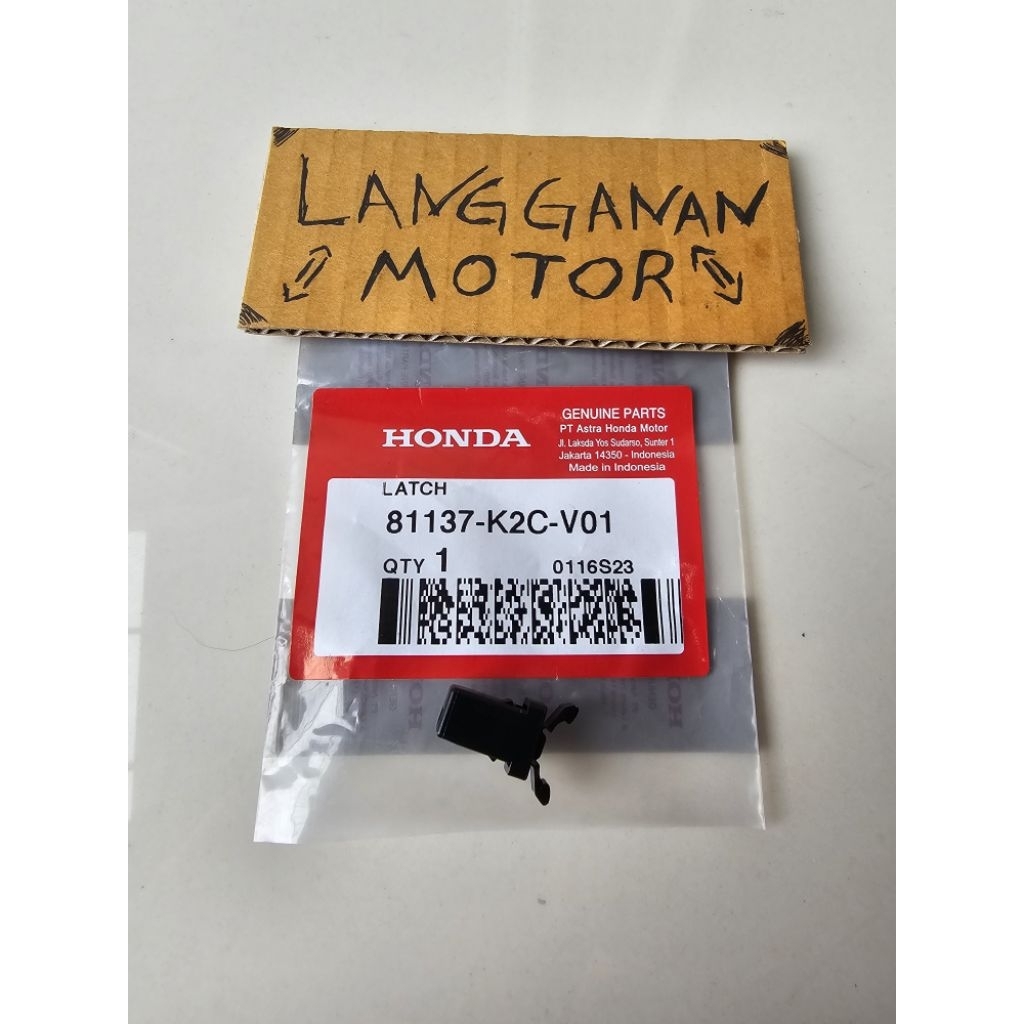 LANGGANAN
MOTOR
HONDA
GENUINE PARTS
PT Astra Honda Motor
Jl. Laksda Yos Sudarso, Sunter 1
Jakarta 14350 - Indonesia
Made in Indonesia
LATCH
81137-K2C-V01
QTY 1 0116S23
HONDA